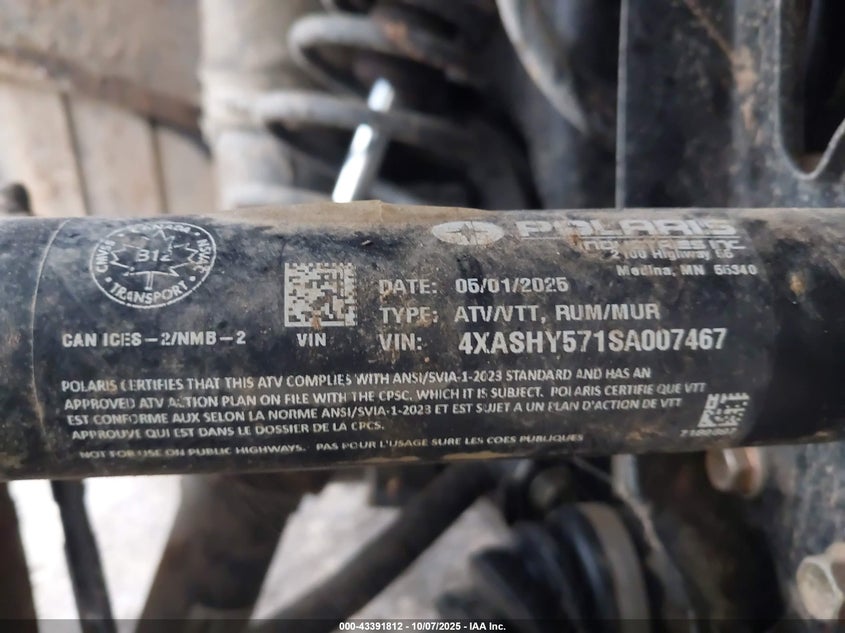 CANADA
TRANSPORT
POLARIS
INDUSTRIES INC.
2100 Highway 55
Medina, MN 55340
DATE: 05/01/2025
TYPE: ATV/VTT, RUM/MUR
CAN ICES-2/NMB-2
VIN
VIN: 4XASHY571SA007467
POLARIS CERTIFIES THAT THIS ATV COMPLIES WITH ANSI/SVIA-1-2023 STANDARD AND HAS AN
APPROVED ATV ACTION PLAN ON FILE WITH THE CPSC, WHICH IT IS SUBJECT. POLARIS CERTIFIE QUE VTT
EST CONFORME AUX SELON LA NORME ANSI/SVIA-1-2023 ET EST SUJET A UN PLAN D'ACTION DE VTT
APPROUVE QUI EST DANS LE DOSSIER DE LA CPCS.
NOT FOR USE ON PUBLIC HIGHWAYS. PAS POUR L'USAGE SURE LES COES PUBLIQUES
000-43391812 - 10/07/2025 - IAA Inc.